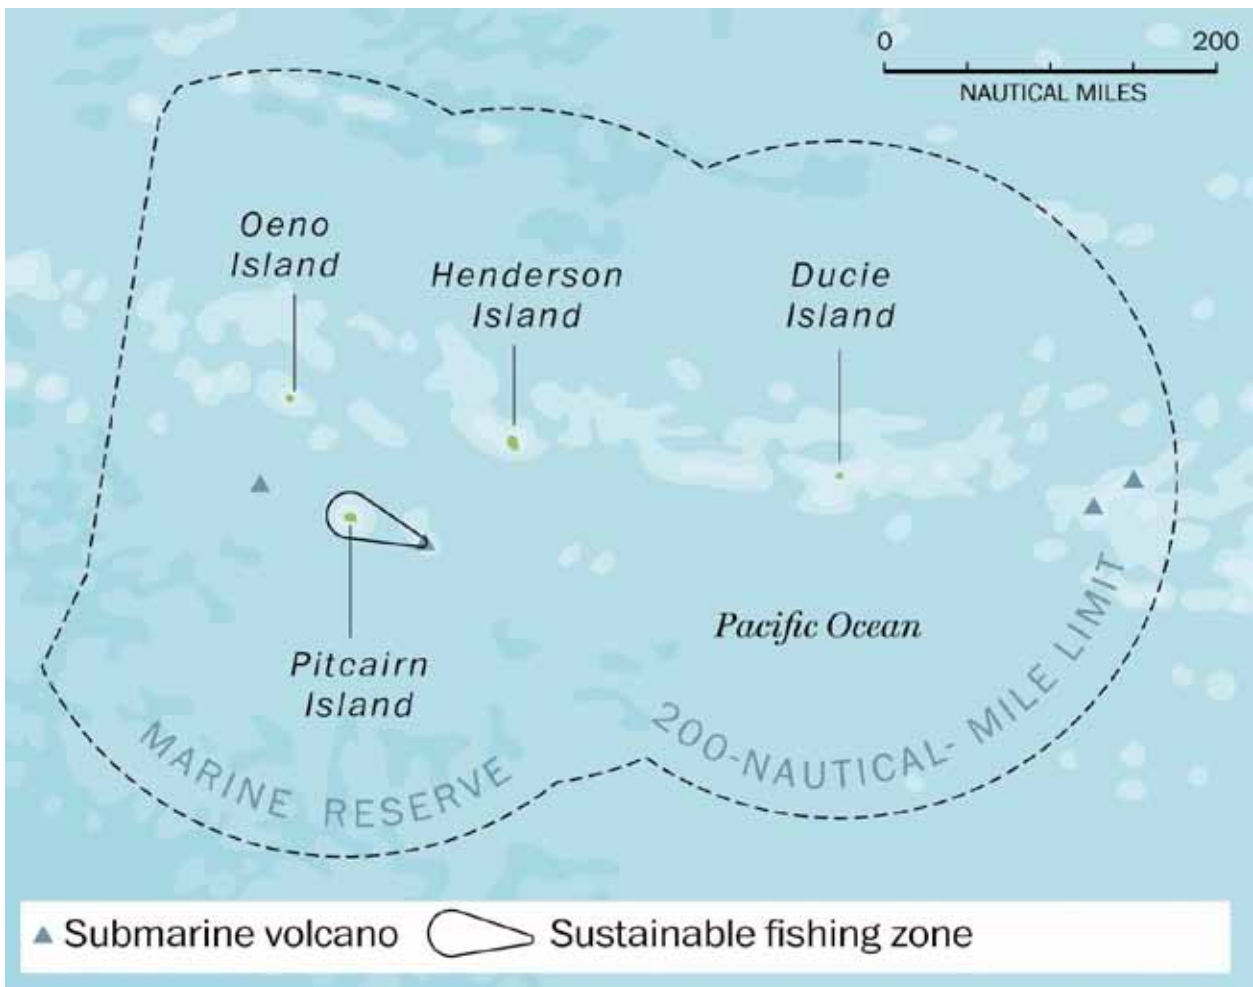 0 200
NAUTICAL MILES
Oeno
Island
Henderson
Island
Ducie
Island
Pitcairn
Island
Pacific Ocean
MARINE RESERVE
200-NAUTICAL- MILE LIMIT
Submarine volcano
Sustainable fishing zone